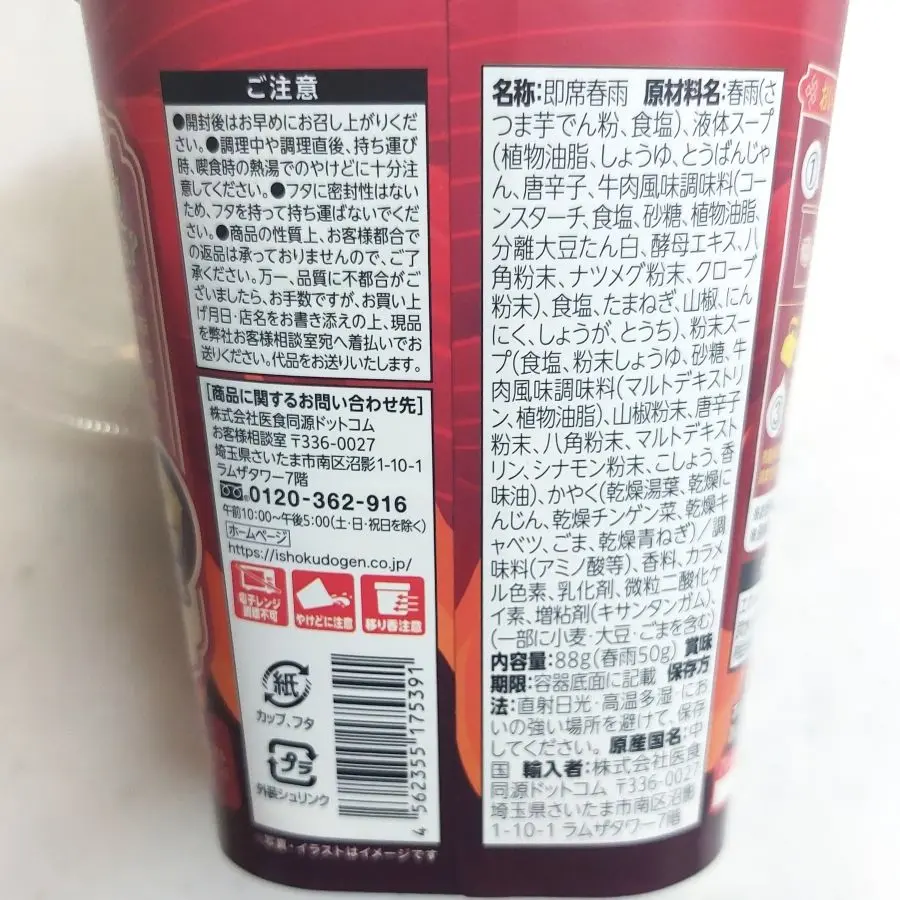 ご注意
●開封後はお早めにお召し上がりくだ
さい。●調理中や調理直後、持ち運び
時、喫食時の熱湯でのやけどに十分注
意してください。●フタに密封性はない
ため、フタを持って持ち運ばないでくだ
さい。●商品の性質上、お客様都合で
の返品は承っておりませんので、ご了
承ください。万一、品質に不都合がご
ざいましたら、お手数ですが、お買い上
げ月日・店名をお書き添えの上、現品
を弊社お客様相談室宛へ着払いでお
送りください。代品をお送りいたします。
[商品に関するお問い合わせ先]
株式会社医食同源ドットコム
お客様相談室 〒336-0027
埼玉県さいたま市南区沼影1-10-1
ラムザタワー7階
0120-362-916
午前10:00~午後5:00(土・日・祝日を除く)
ホームページ
https://ishokudogen.co.jp/
電子レンジ
調理不可
やけどに注意
移り香注意
紙
カップ、フタ
プラ
外装シュリンク
4 562355 175391
写真・イラストはイメージです
名称:即席春雨 原材料名:春雨(さ
つま芋でん粉、食塩)、液体スープ
(植物油脂、しょうゆ、とうばんじゃ
ん、唐辛子、牛肉風味調味料(コー
ンスターチ、食塩、砂糖、植物油脂、
分離大豆たん白、酵母エキス、八
角粉末、ナツメグ粉末、クローブ
粉末)、食塩、たまねぎ、山椒、にん
にく、しょうが、とうち)、粉末スー
プ(食塩、粉末しょうゆ、砂糖、牛
肉風味調味料(マルトデキストリ
ン、植物油脂)、山椒粉末、唐辛子
粉末、八角粉末、マルトデキスト
リン、シナモン粉末、こしょう、香
味油)、かやく(乾燥湯葉、乾燥に
んじん、乾燥チンゲン菜、乾燥キ
ャベツ、ごま、乾燥青ねぎ)/調
味料(アミノ酸等)、香料、カラメ
ル色素、乳化剤、微粒二酸化ケ
イ素、増粘剤(キサンタンガム)、
(一部に小麦・大豆・ごまを含む)
内容量:88g(春雨50g) 賞味
期限:容器底面に記載 保存方
法:直射日光・高温多湿・にお
いの強い場所を避けて、保存
してください。 原産国名:中
国 輸入者:株式会社医食
同源ドットコム 〒336-0027
埼玉県さいたま市南区沼影
1-10-1 ラムザタワー7階
①
③